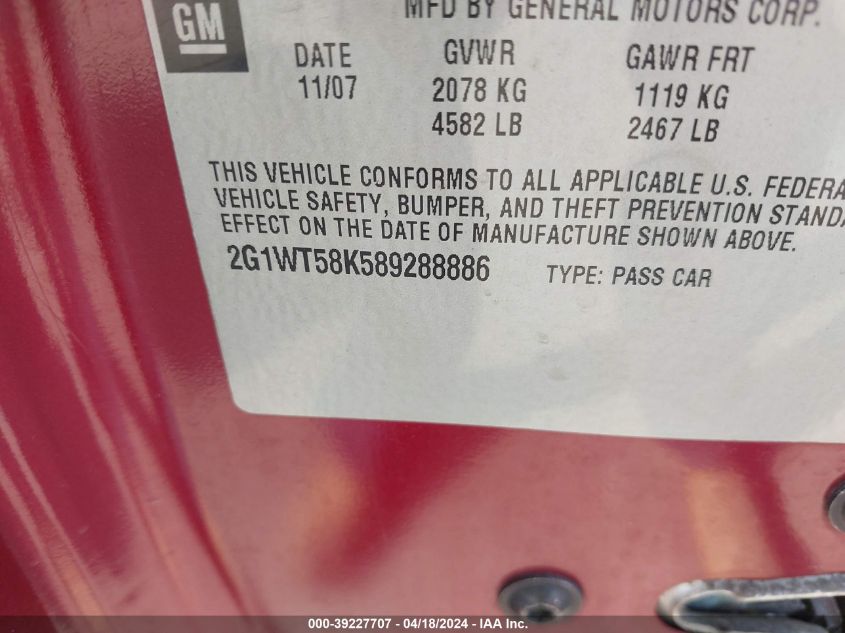 GM
MFD BY GENERAL MOTORS CORP.
DATE GVWR GAWR FRT
11/07 2078 KG 1119 KG
4582 LB 2467 LB
THIS VEHICLE CONFORMS TO ALL APPLICABLE U.S. FEDERA
VEHICLE SAFETY, BUMPER, AND THEFT PREVENTION STANDA
EFFECT ON THE DATE OF MANUFACTURE SHOWN ABOVE.
2G1WT58K589288886 TYPE: PASS CAR
000-39227707 - 04/18/2024 - IAA Inc.